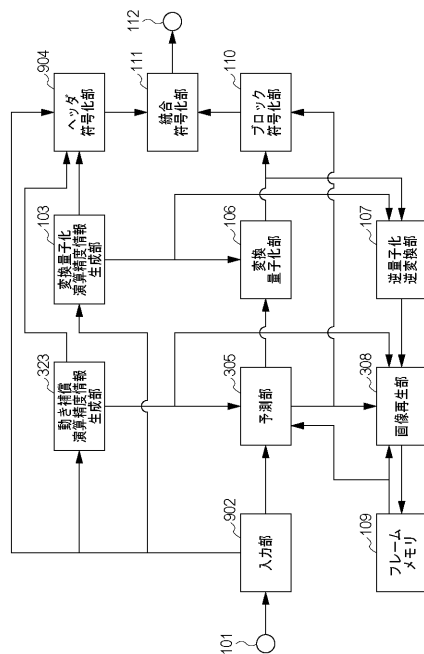 101
902
入力部
109
フレーム
メモリ
323
動き補償
演算精度情報
生成部
305
予測部
308
画像再生部
103
変換量子化
演算精度情報
生成部
106
変換
量子化部
107
逆量子化
逆変換部
904
ヘッダ
符号化部
111
統合
符号化部
112
110
ブロック
符号化部